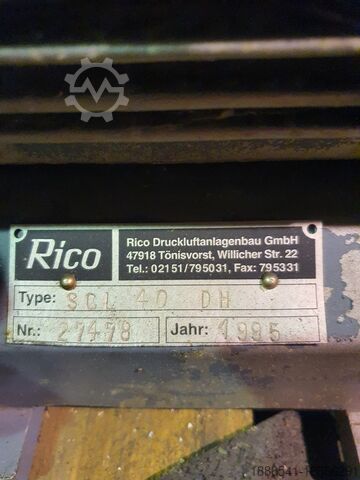 Rico
Rico Druckluftanlagenbau GmbH
47918 Tönisvorst, Willicher Str. 22
Tel.: 02151/795031, Fax: 795331
Type: SCL 40 DH
Nr.: 27478 Jahr: 1995